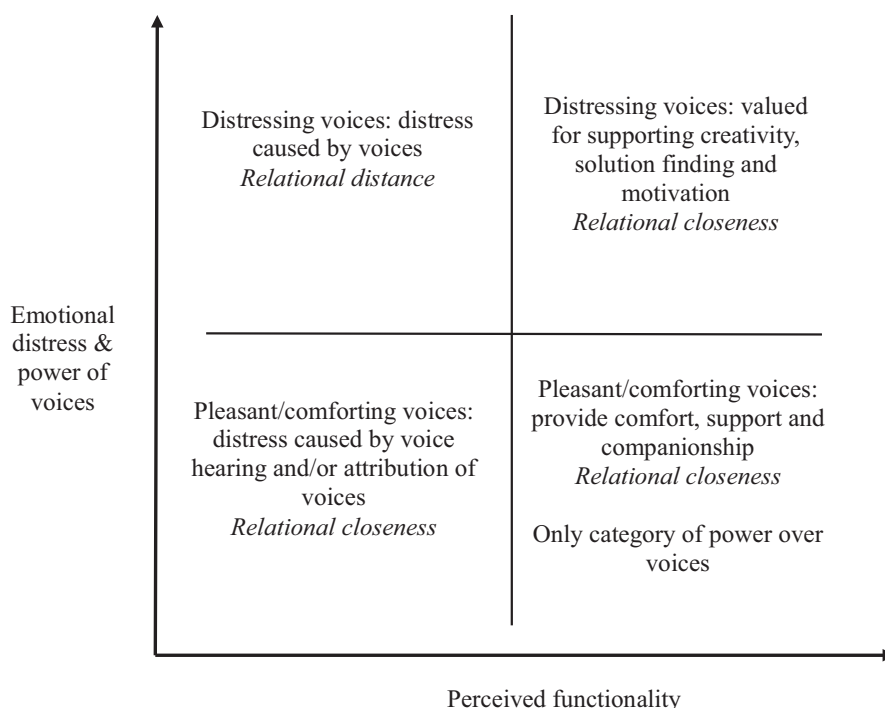 Distressing voices: distress
caused by voices
Relational distance
Distressing voices: valued
for supporting creativity,
solution finding and
motivation
Relational closeness
Emotional
distress &
power of
voices
Pleasant/comforting voices:
distress caused by voice
hearing and/or attribution of
voices
Relational closeness
Pleasant/comforting voices:
provide comfort, support and
companionship
Relational closeness
Only category of power over
voices
Perceived functionality